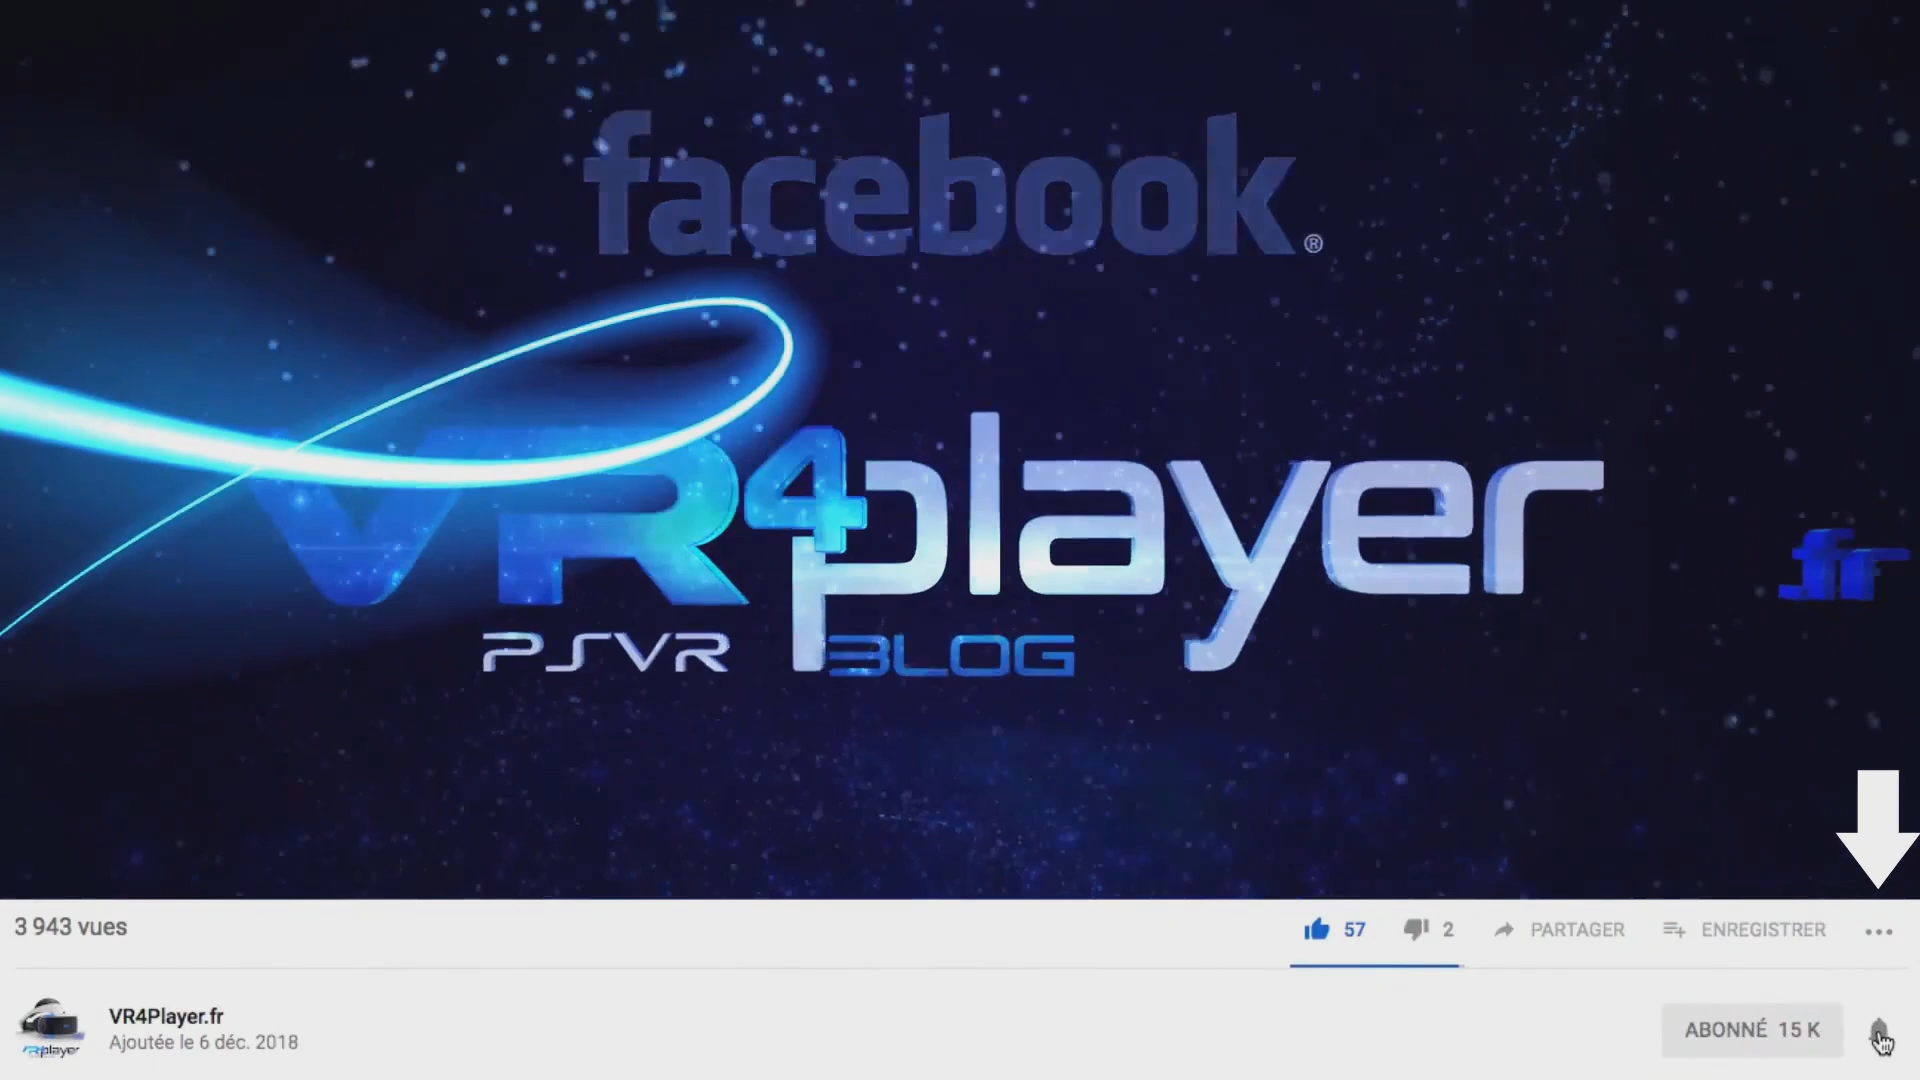 facebook®
VR4player
.fr
PSVR BLOG
3 943 vues
57 2 PARTAGER ENREGISTRER
VR4Player.fr
Ajoutée le 6 déc. 2018
ABONNÉ 15 K
VR4player